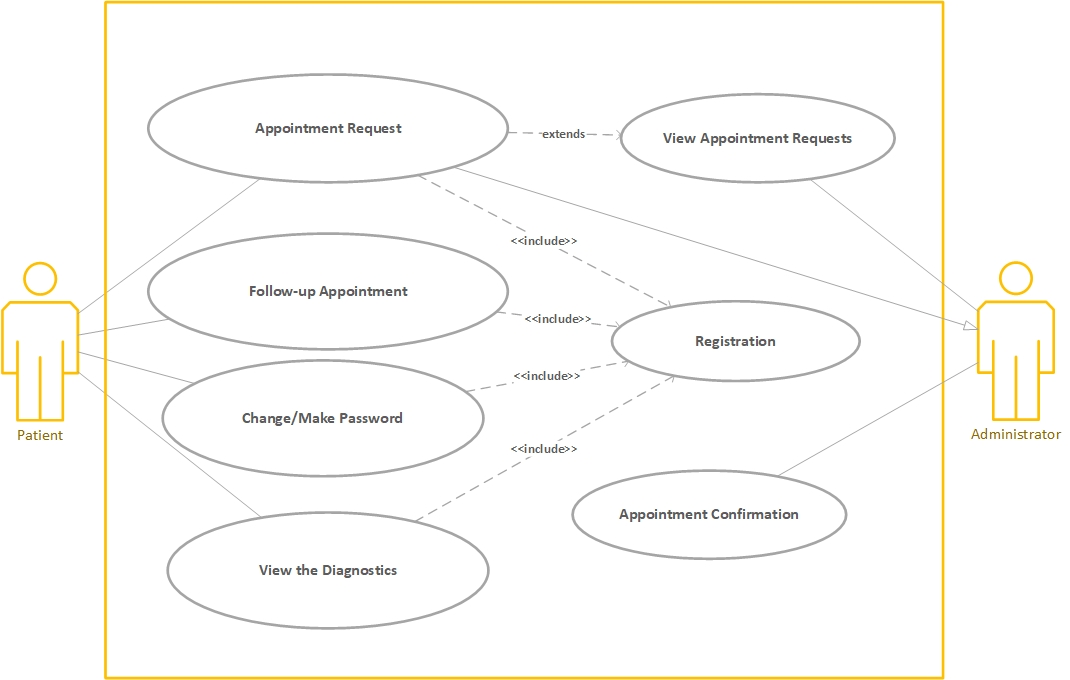 Appointment Request
extends
View Appointment Requests
<<include>>
Follow-up Appointment
<<include>>
Registration
<<include>>
Change/Make Password
Patient
Administrator
<<include>>
Appointment Confirmation
View the Diagnostics